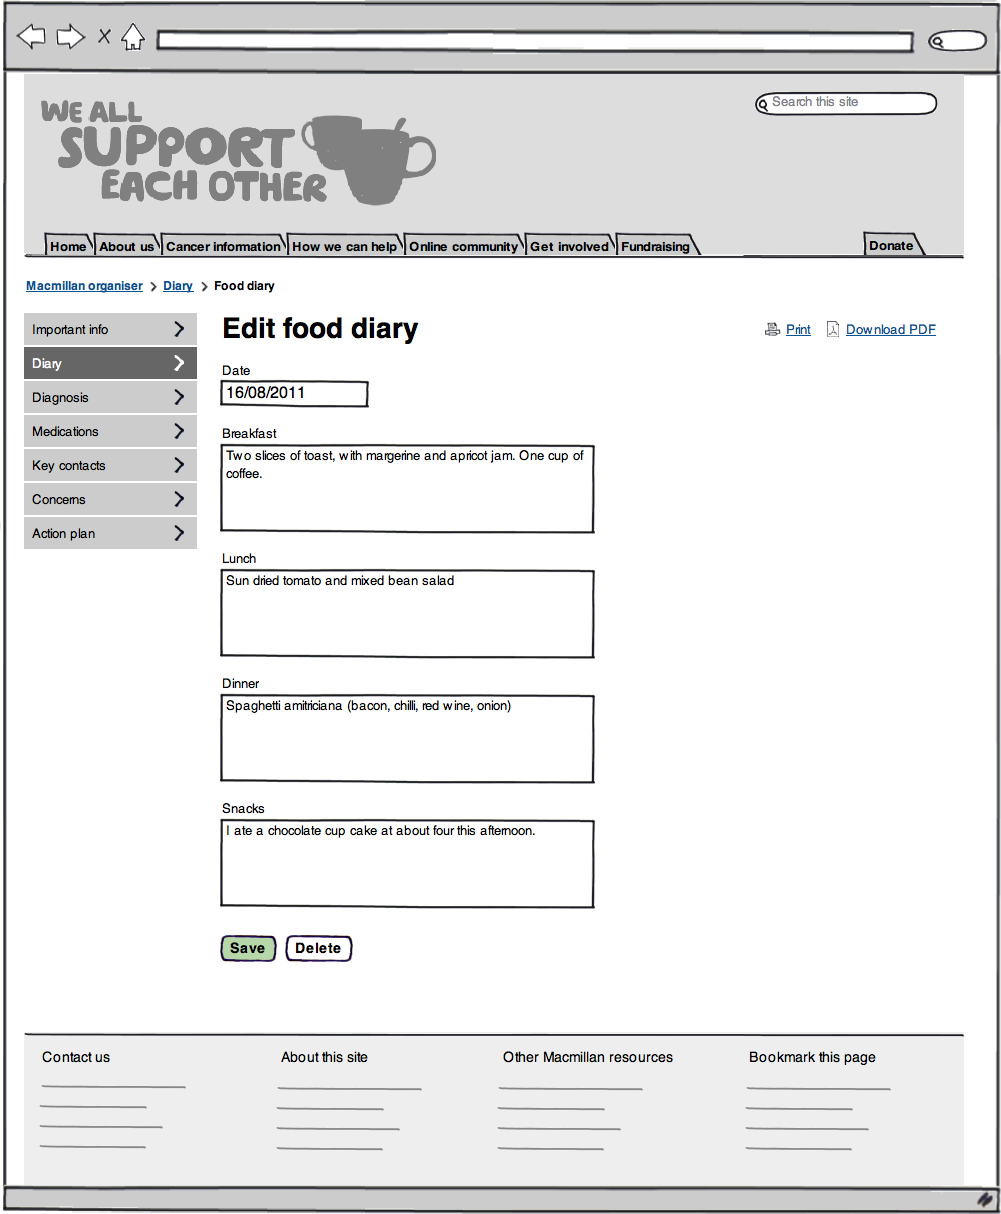 WE ALL
SUPPORT
EACH OTHER
Search this site
Home About us Cancer information How we can help Online community Get involved Fundraising Donate
Macmillan organiser > Diary > Food diary
Important info
Diary
Diagnosis
Medications
Key contacts
Concerns
Action plan
Edit food diary
Print Download PDF
Date
16/08/2011
Breakfast
Two slices of toast, with margerine and apricot jam. One cup of
coffee.
Lunch
Sun dried tomato and mixed bean salad
Dinner
Spaghetti amitriciana (bacon, chilli, red wine, onion)
Snacks
I ate a chocolate cup cake at about four this afternoon.
Save Delete
Contact us About this site Other Macmillan resources Bookmark this page